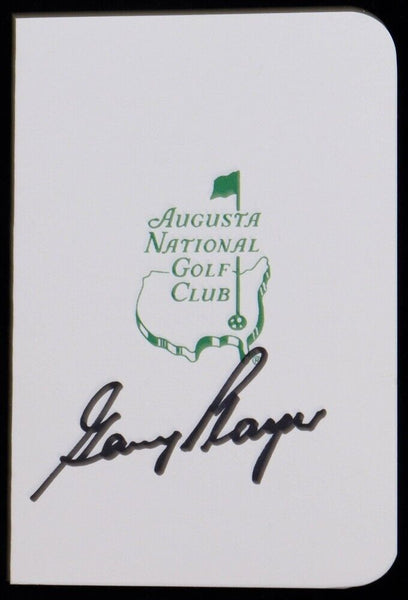 AUGUSTA
NATIONAL
GOLF
CLUB
Gary Player